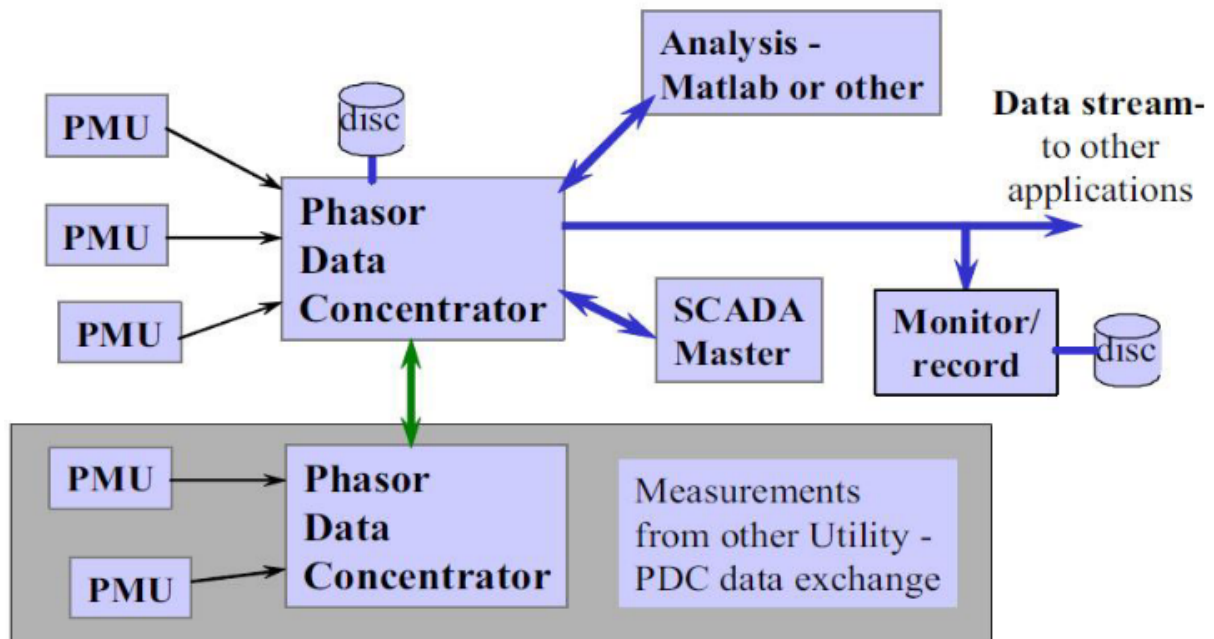 PMU
PMU
PMU
disc
Phasor
Data
Concentrator
Analysis -
Matlab or other
Data stream-
to other
applications
SCADA
Master
Monitor/
record
disc
PMU
PMU
Phasor
Data
Concentrator
Measurements
from other Utility -
PDC data exchange